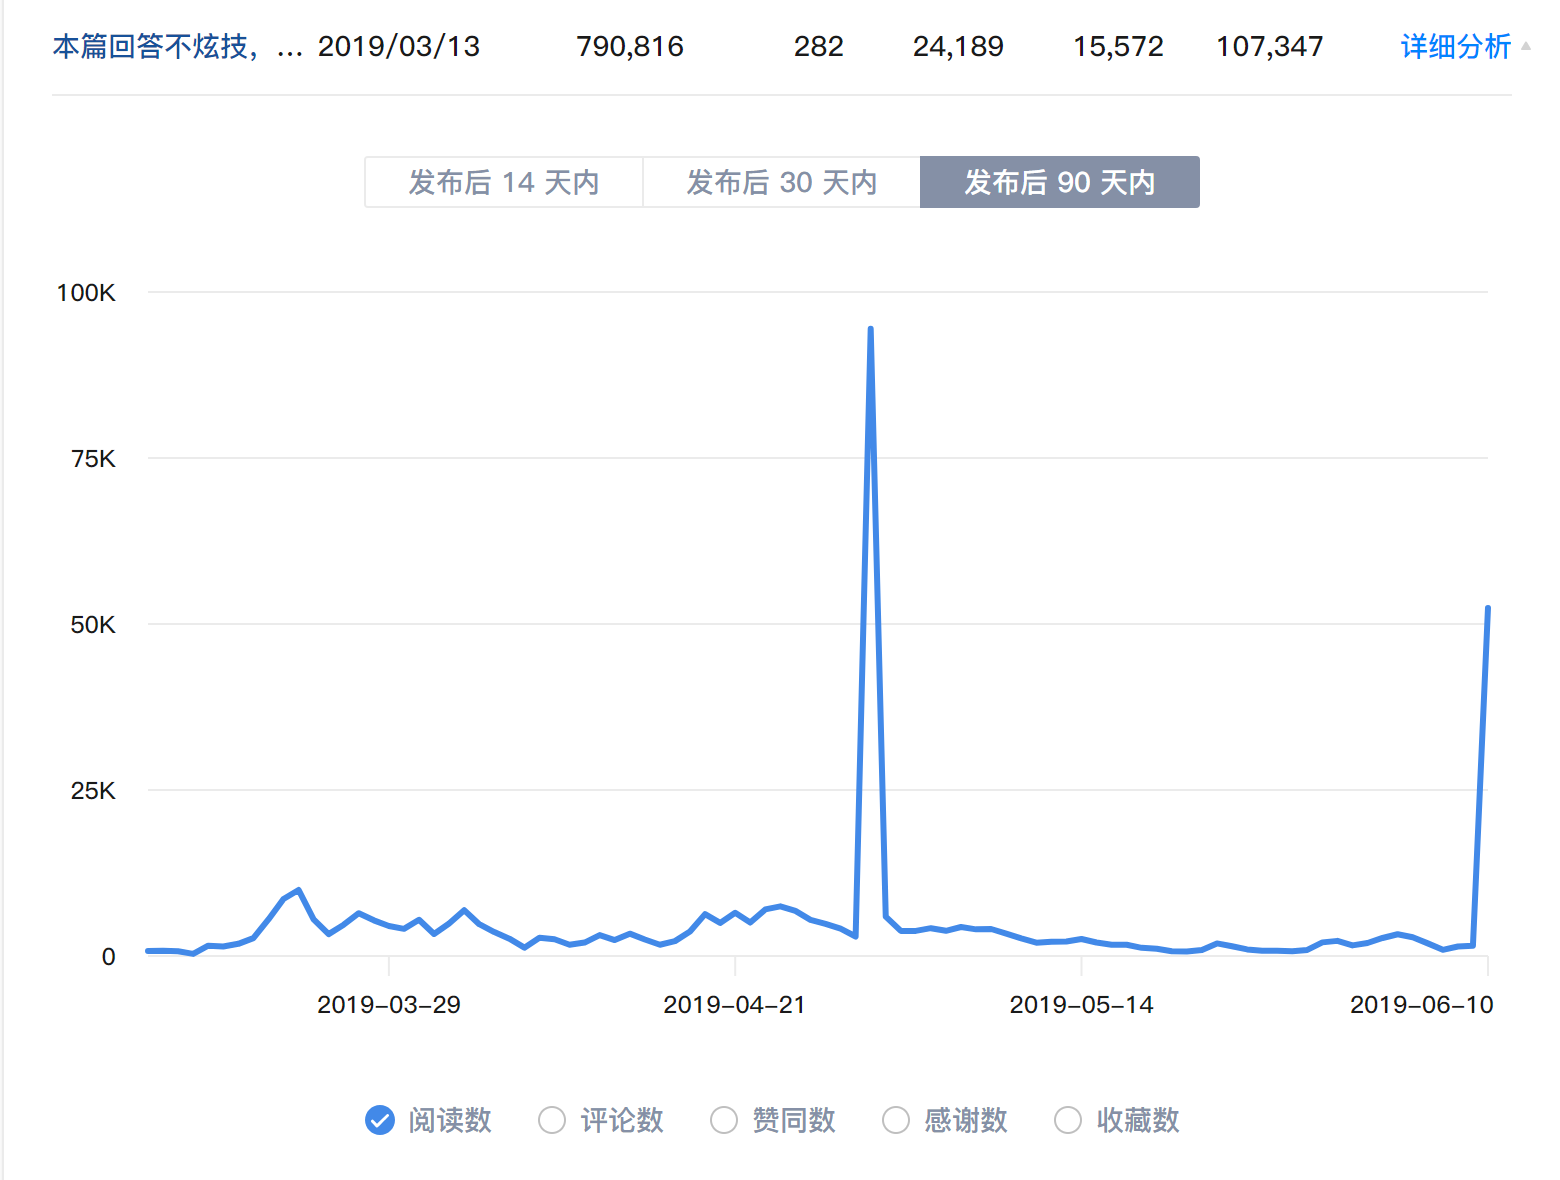 本篇回答不炫技，... 2019/03/13 790,816 282 24,189 15,572 107,347 详细分析
发布后 14 天内 发布后 30 天内 发布后 90 天内
100K
75K
50K
25K
0
2019-03-29 2019-04-21 2019-05-14 2019-06-10
阅读数 评论数 赞同数 感谢数 收藏数